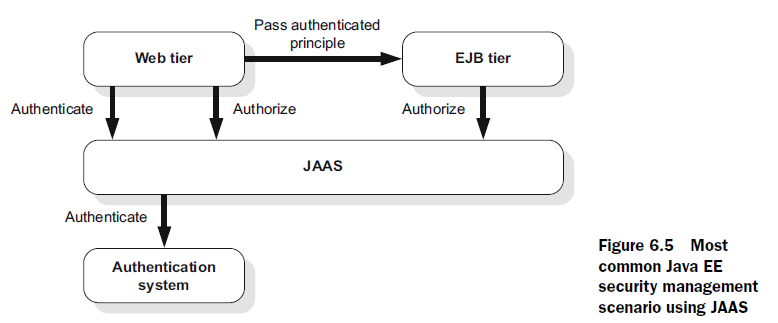 Pass authenticated
principle
Web tier
EJB tier
Authenticate
Authorize
Authorize
JAAS
Authenticate
Authentication
system
Figure 6.5 Most
common Java EE
security management
scenario using JAAS